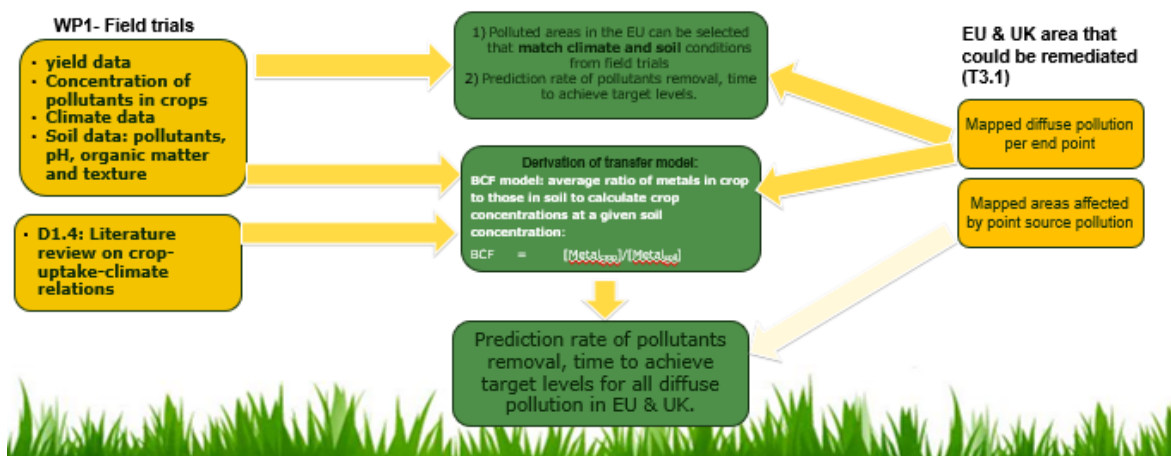 WP1- Field trials
• yield data
• Concentration of
pollutants in crops
• Climate data
• Soil data: pollutants,
pH, organic matter
and texture
• D1.4: Literature
review on crop-
uptake-climate
relations
1) Polluted areas in the EU can be selected
that match climate and soil conditions
from field trials
2) Prediction rate of pollutants removal, time
to achieve target levels.
Derivation of transfer model:
BCF model: average ratio of metals in crop
to those in soil to calculate crop
concentrations at a given soil
concentration:
BCF = [Metalcrop]/[Metalsoil]
Prediction rate of pollutants
removal, time to achieve
target levels for all diffuse
pollution in EU & UK.
EU & UK area that
could be remediated
(T3.1)
Mapped diffuse pollution
per end point
Mapped areas affected
by point source pollution